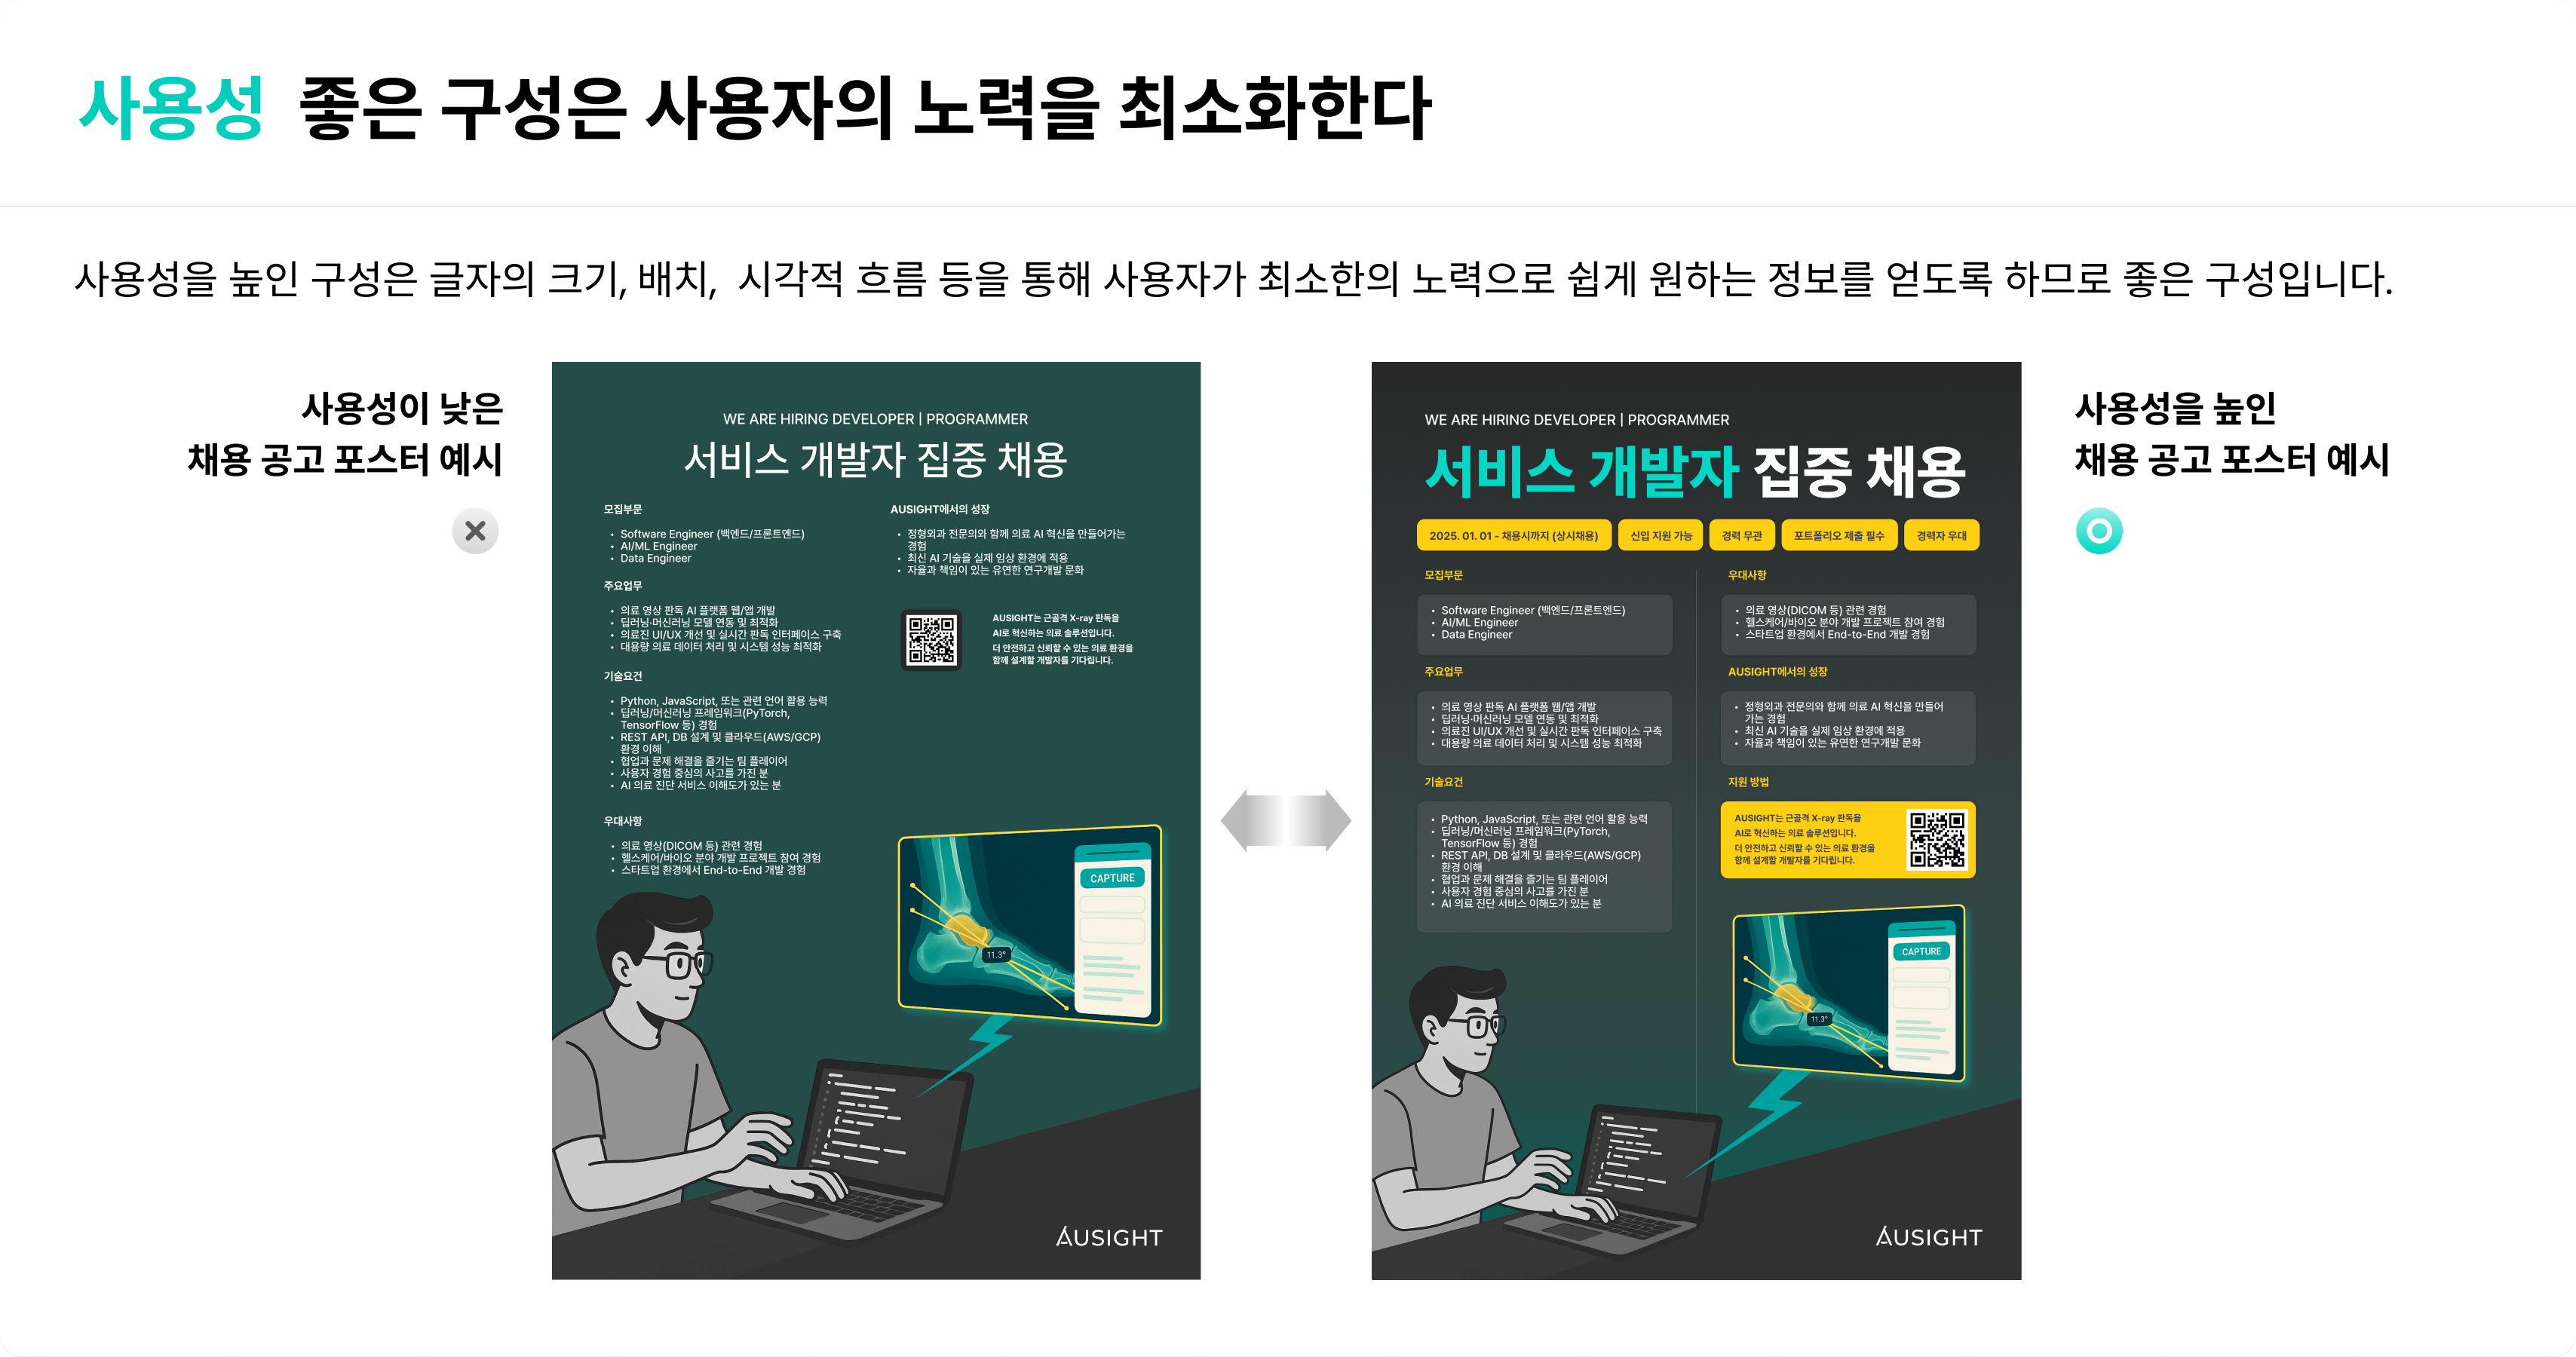 사용성 좋은 구성은 사용자의 노력을 최소화한다
사용성을 높인 구성은 글자의 크기, 배치, 시각적 흐름 등을 통해 사용자가 최소한의 노력으로 쉽게 원하는 정보를 얻도록 하므로 좋은 구성입니다.
사용성이 낮은
채용 공고 포스터 예시
WE ARE HIRING DEVELOPER | PROGRAMMER
서비스 개발자 집중 채용
모집부문
• Software Engineer (백엔드/프론트엔드)
• AI/ML Engineer
• Data Engineer
주요업무
• 의료 영상 판독 AI 플랫폼 웹/앱 개발
• 딥러닝·머신러닝 모델 연동 및 최적화
• 의료진 UI/UX 개선 및 실시간 판독 인터페이스 구축
• 대용량 의료 데이터 처리 및 시스템 성능 최적화
기술요건
• Python, JavaScript, 또는 관련 언어 활용 능력
• 딥러닝/머신러닝 프레임워크(PyTorch,
TensorFlow 등) 경험
• REST API, DB 설계 및 클라우드(AWS/GCP)
환경 이해
• 협업과 문제 해결을 즐기는 팀 플레이어
• 사용자 경험 중심의 사고를 가진 분
• AI 의료 진단 서비스 이해도가 있는 분
우대사항
• 의료 영상(DICOM 등) 관련 경험
• 헬스케어/바이오 분야 개발 프로젝트 참여 경험
• 스타트업 환경에서 End-to-End 개발 경험
AUSIGHT에서의 성장
• 정형외과 전문의와 함께 의료 AI 혁신을 만들어가는
경험
• 최신 AI 기술을 실제 임상 환경에 적용
• 자율과 책임이 있는 유연한 연구개발 문화
AUSIGHT는 근골격 X-ray 판독을
AI로 혁신하는 의료 솔루션입니다.
더 안전하고 신뢰할 수 있는 의료 환경을
함께 설계할 개발자를 기다립니다.
CAPTURE
11.3°
AUSIGHT
WE ARE HIRING DEVELOPER | PROGRAMMER
서비스 개발자 집중 채용
2025. 01. 01 - 채용시까지 (상시채용)
신입 지원 가능
경력 무관
포트폴리오 제출 필수
경력자 우대
모집부문
• Software Engineer (백엔드/프론트엔드)
• AI/ML Engineer
• Data Engineer
주요업무
• 의료 영상 판독 AI 플랫폼 웹/앱 개발
• 딥러닝·머신러닝 모델 연동 및 최적화
• 의료진 UI/UX 개선 및 실시간 판독 인터페이스 구축
• 대용량 의료 데이터 처리 및 시스템 성능 최적화
기술요건
• Python, JavaScript, 또는 관련 언어 활용 능력
• 딥러닝/머신러닝 프레임워크(PyTorch,
TensorFlow 등) 경험
• REST API, DB 설계 및 클라우드(AWS/GCP)
환경 이해
• 협업과 문제 해결을 즐기는 팀 플레이어
• 사용자 경험 중심의 사고를 가진 분
• AI 의료 진단 서비스 이해도가 있는 분
우대사항
• 의료 영상(DICOM 등) 관련 경험
• 헬스케어/바이오 분야 개발 프로젝트 참여 경험
• 스타트업 환경에서 End-to-End 개발 경험
AUSIGHT에서의 성장
• 정형외과 전문의와 함께 의료 AI 혁신을 만들어
가는 경험
• 최신 AI 기술을 실제 임상 환경에 적용
• 자율과 책임이 있는 유연한 연구개발 문화
지원 방법
AUSIGHT는 근골격 X-ray 판독을
AI로 혁신하는 의료 솔루션입니다.
더 안전하고 신뢰할 수 있는 의료 환경을
함께 설계할 개발자를 기다립니다.
CAPTURE
11.3°
AUSIGHT
사용성을 높인
채용 공고 포스터 예시